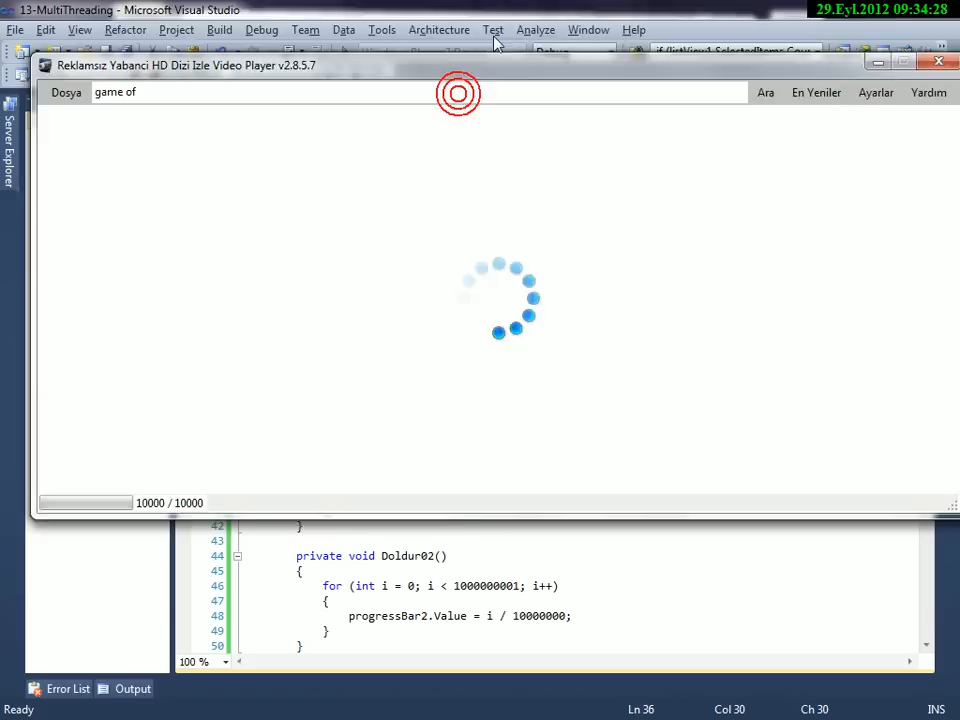 13-MultiThreading - Microsoft Visual Studio
29.Eyl.2012 09:34:28
File Edit View Refactor Project Build Debug Team Data Tools Architecture Test Analyze Window Help
Reklamsız Yabanci HD Dizi Izle Video Player v2.8.5.7
Dosya game of Ara En Yeniler Ayarlar Yardım
Server Explorer
10000 / 10000
42 }
43
44 private void Doldur02()
45 {
46 for (int i = 0; i < 1000000001; i++)
47 {
48 progressBar2.Value = i / 10000000;
49 }
50 }
100 %
Error List Output
Ready Ln 36 Col 30 Ch 30 INS